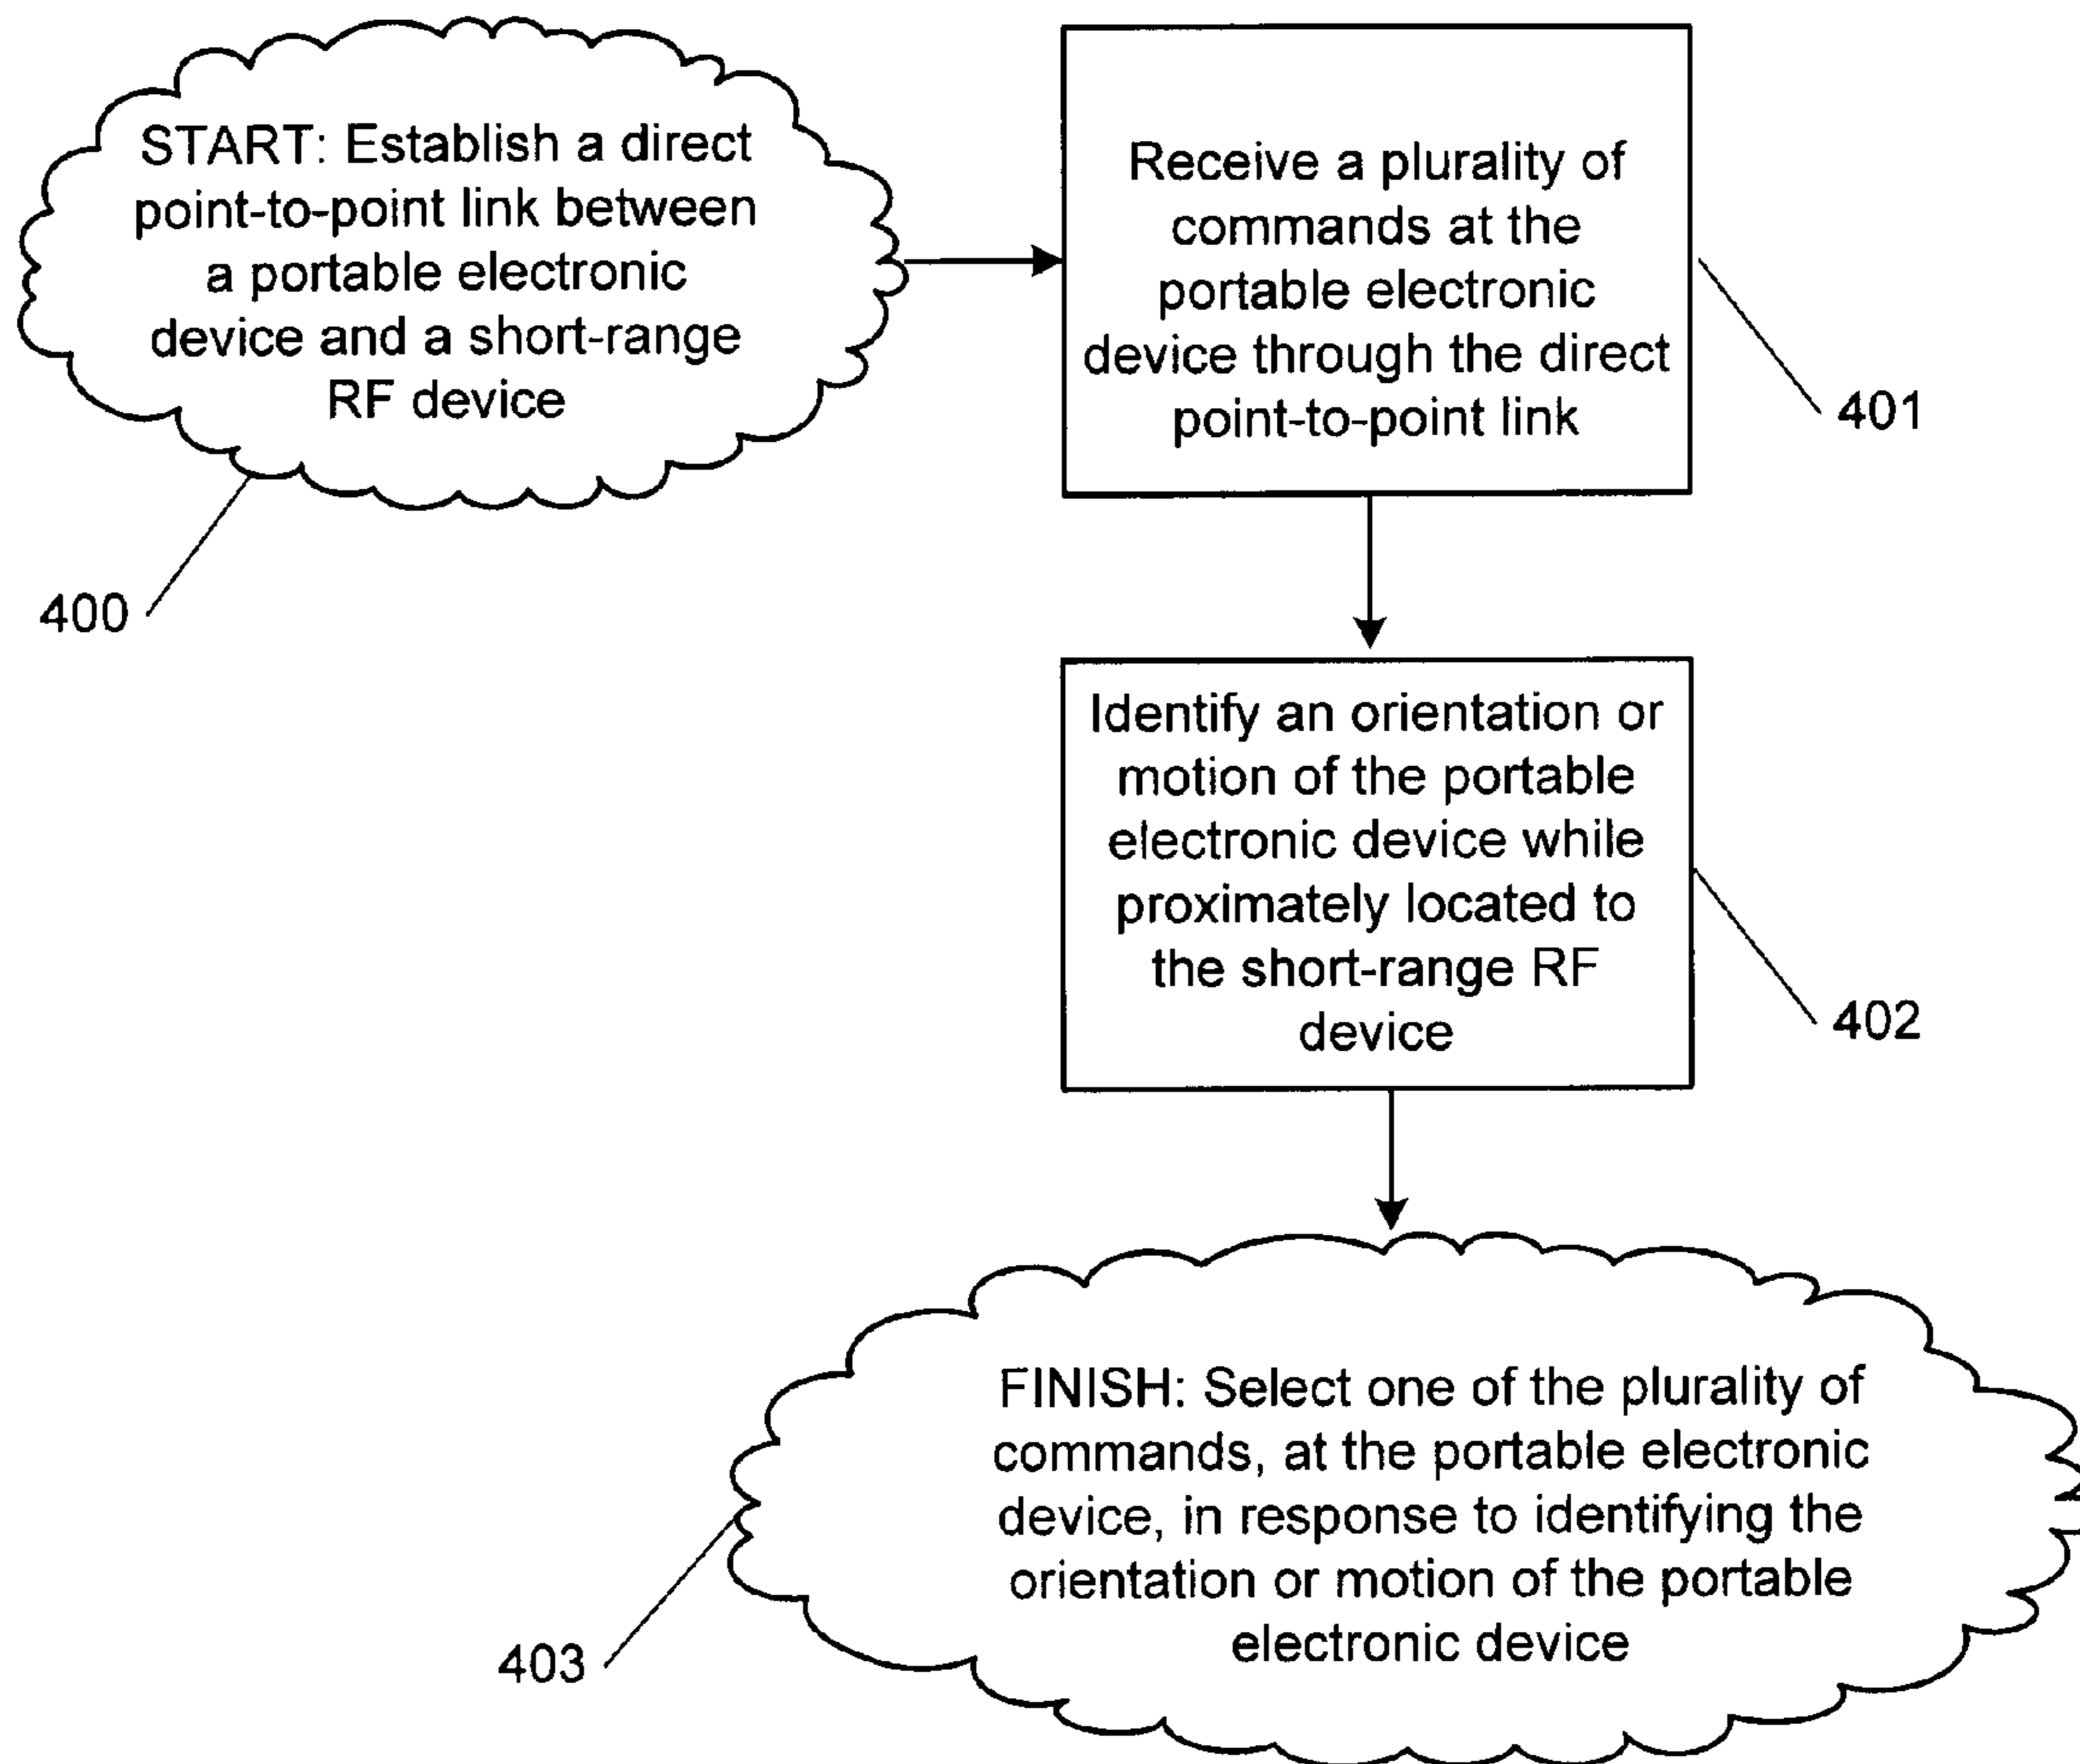 START: Establish a direct
point-to-point link between
a portable electronic
device and a short-range
RF device
400
Receive a plurality of
commands at the
portable electronic
device through the direct
point-to-point link
401
Identify an orientation or
motion of the portable
electronic device while
proximately located to
the short-range RF
device
402
FINISH: Select one of the plurality of
commands, at the portable electronic
device, in response to identifying the
orientation or motion of the portable
electronic device
403